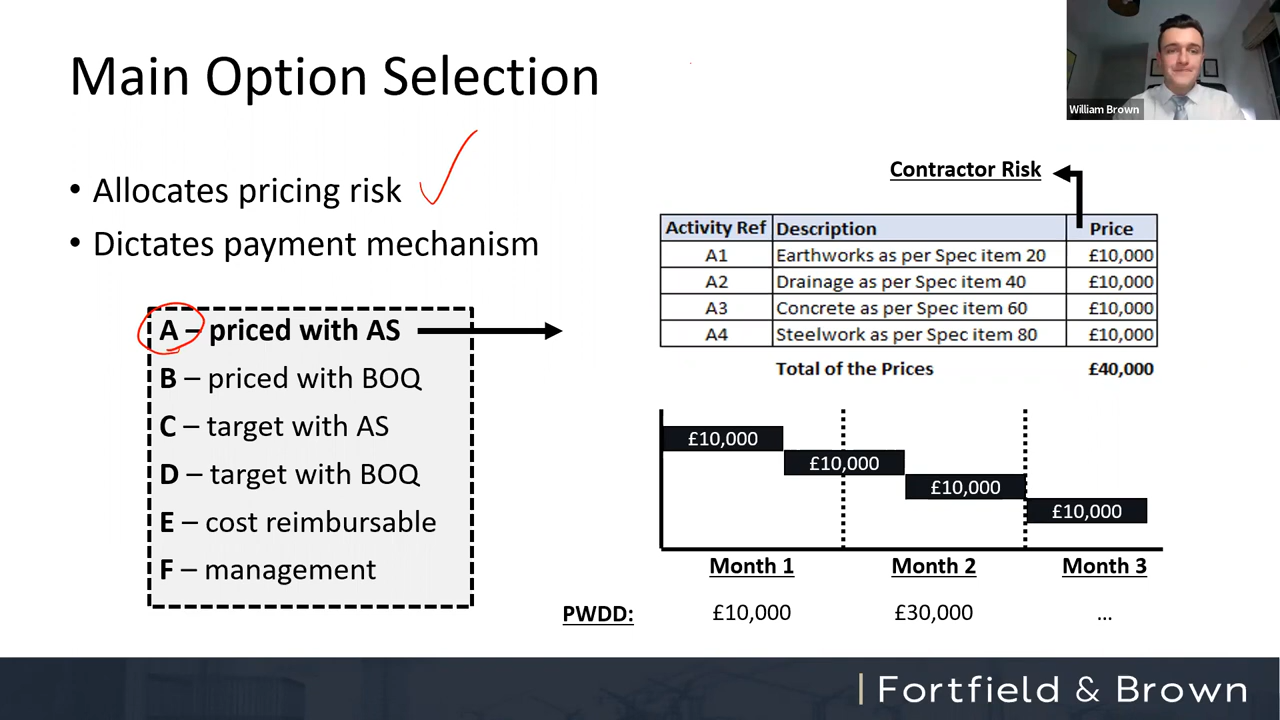 Main Option Selection
William Brown
• Allocates pricing risk
• Dictates payment mechanism
A – priced with AS
B – priced with BOQ
C – target with AS
D – target with BOQ
E – cost reimbursable
F – management
Contractor Risk
Activity Ref Description Price
A1 Earthworks as per Spec item 20 £10,000
A2 Drainage as per Spec item 40 £10,000
A3 Concrete as per Spec item 60 £10,000
A4 Steelwork as per Spec item 80 £10,000
Total of the Prices £40,000
£10,000
£10,000
£10,000
£10,000
Month 1 Month 2 Month 3
PWDD: £10,000 £30,000 ...
Fortfield & Brown